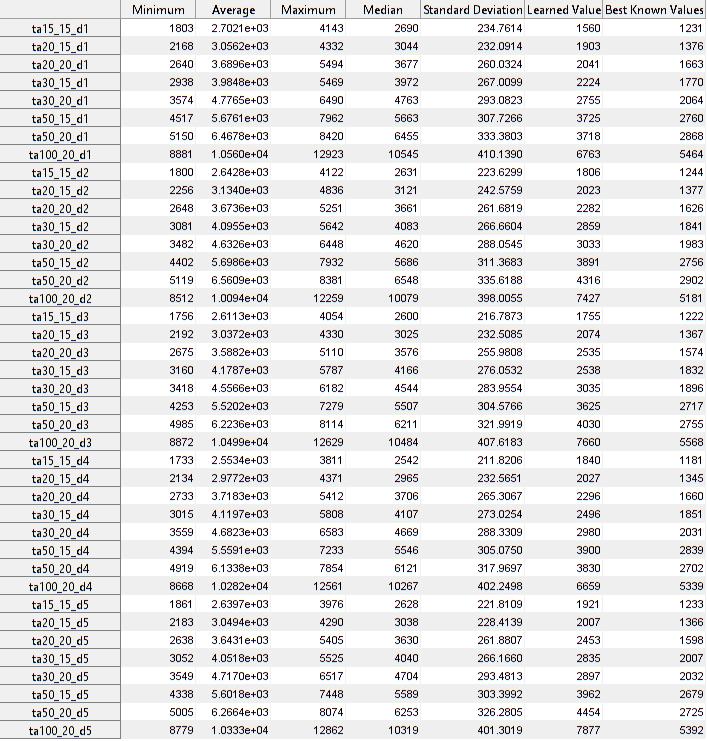 Minimum Average Maximum Median Standard Deviation Learned Value Best Known Values
ta15_15_d1 1803 2.7021e+03 4143 2690 234.7614 1560 1231
ta20_15_d1 2168 3.0562e+03 4332 3044 232.0914 1903 1376
ta20_20_d1 2640 3.6896e+03 5494 3677 260.0324 2041 1663
ta30_15_d1 2938 3.9848e+03 5469 3972 267.0099 2224 1770
ta30_20_d1 3574 4.7765e+03 6490 4763 293.0823 2755 2064
ta50_15_d1 4517 5.6761e+03 7962 5663 307.7266 3725 2760
ta50_20_d1 5150 6.4678e+03 8420 6455 333.3803 3718 2868
ta100_20_d1 8881 1.0560e+04 12923 10545 410.1390 6763 5464
ta15_15_d2 1800 2.6428e+03 4122 2631 223.6299 1806 1244
ta20_15_d2 2256 3.1340e+03 4836 3121 242.5759 2023 1377
ta20_20_d2 2648 3.6736e+03 5251 3661 261.6819 2282 1626
ta30_15_d2 3081 4.0955e+03 5642 4083 266.6604 2859 1841
ta30_20_d2 3482 4.6326e+03 6448 4620 288.0545 3033 1983
ta50_15_d2 4402 5.6986e+03 7932 5686 311.3683 3891 2756
ta50_20_d2 5119 6.5609e+03 8381 6548 335.6188 4316 2902
ta100_20_d2 8512 1.0094e+04 12259 10079 398.0055 7427 5181
ta15_15_d3 1756 2.6113e+03 4054 2600 216.7873 1755 1222
ta20_15_d3 2192 3.0372e+03 4330 3025 232.5085 2074 1367
ta20_20_d3 2675 3.5882e+03 5110 3576 255.9808 2535 1574
ta30_15_d3 3160 4.1787e+03 5787 4166 276.0532 2538 1832
ta30_20_d3 3418 4.5566e+03 6182 4544 283.9554 3035 1896
ta50_15_d3 4253 5.5202e+03 7279 5507 304.5766 3625 2717
ta50_20_d3 4985 6.2236e+03 8114 6211 321.9919 4030 2755
ta100_20_d3 8872 1.0499e+04 12629 10484 407.6183 7660 5568
ta15_15_d4 1733 2.5534e+03 3811 2542 211.8206 1840 1181
ta20_15_d4 2134 2.9772e+03 4371 2965 232.5651 2027 1345
ta20_20_d4 2733 3.7183e+03 5412 3706 265.3067 2296 1660
ta30_15_d4 3015 4.1197e+03 5808 4107 273.0254 2496 1851
ta30_20_d4 3559 4.6823e+03 6583 4669 288.3309 2980 2031
ta50_15_d4 4394 5.5591e+03 7233 5546 305.0750 3900 2839
ta50_20_d4 4919 6.1338e+03 7854 6121 317.9697 3830 2702
ta100_20_d4 8668 1.0282e+04 12561 10267 402.2498 6659 5339
ta15_15_d5 1861 2.6397e+03 3976 2628 221.8109 1921 1233
ta20_15_d5 2183 3.0494e+03 4290 3038 228.4139 2007 1366
ta20_20_d5 2638 3.6431e+03 5405 3630 261.8807 2453 1598
ta30_15_d5 3052 4.0518e+03 5525 4040 266.1660 2835 2007
ta30_20_d5 3549 4.7170e+03 6517 4704 293.4813 2897 2032
ta50_15_d5 4338 5.6018e+03 7448 5589 303.3992 3962 2679
ta50_20_d5 5005 6.2664e+03 8074 6253 326.2805 4454 2725
ta100_20_d5 8779 1.0333e+04 12862 10319 401.3019 7877 5392